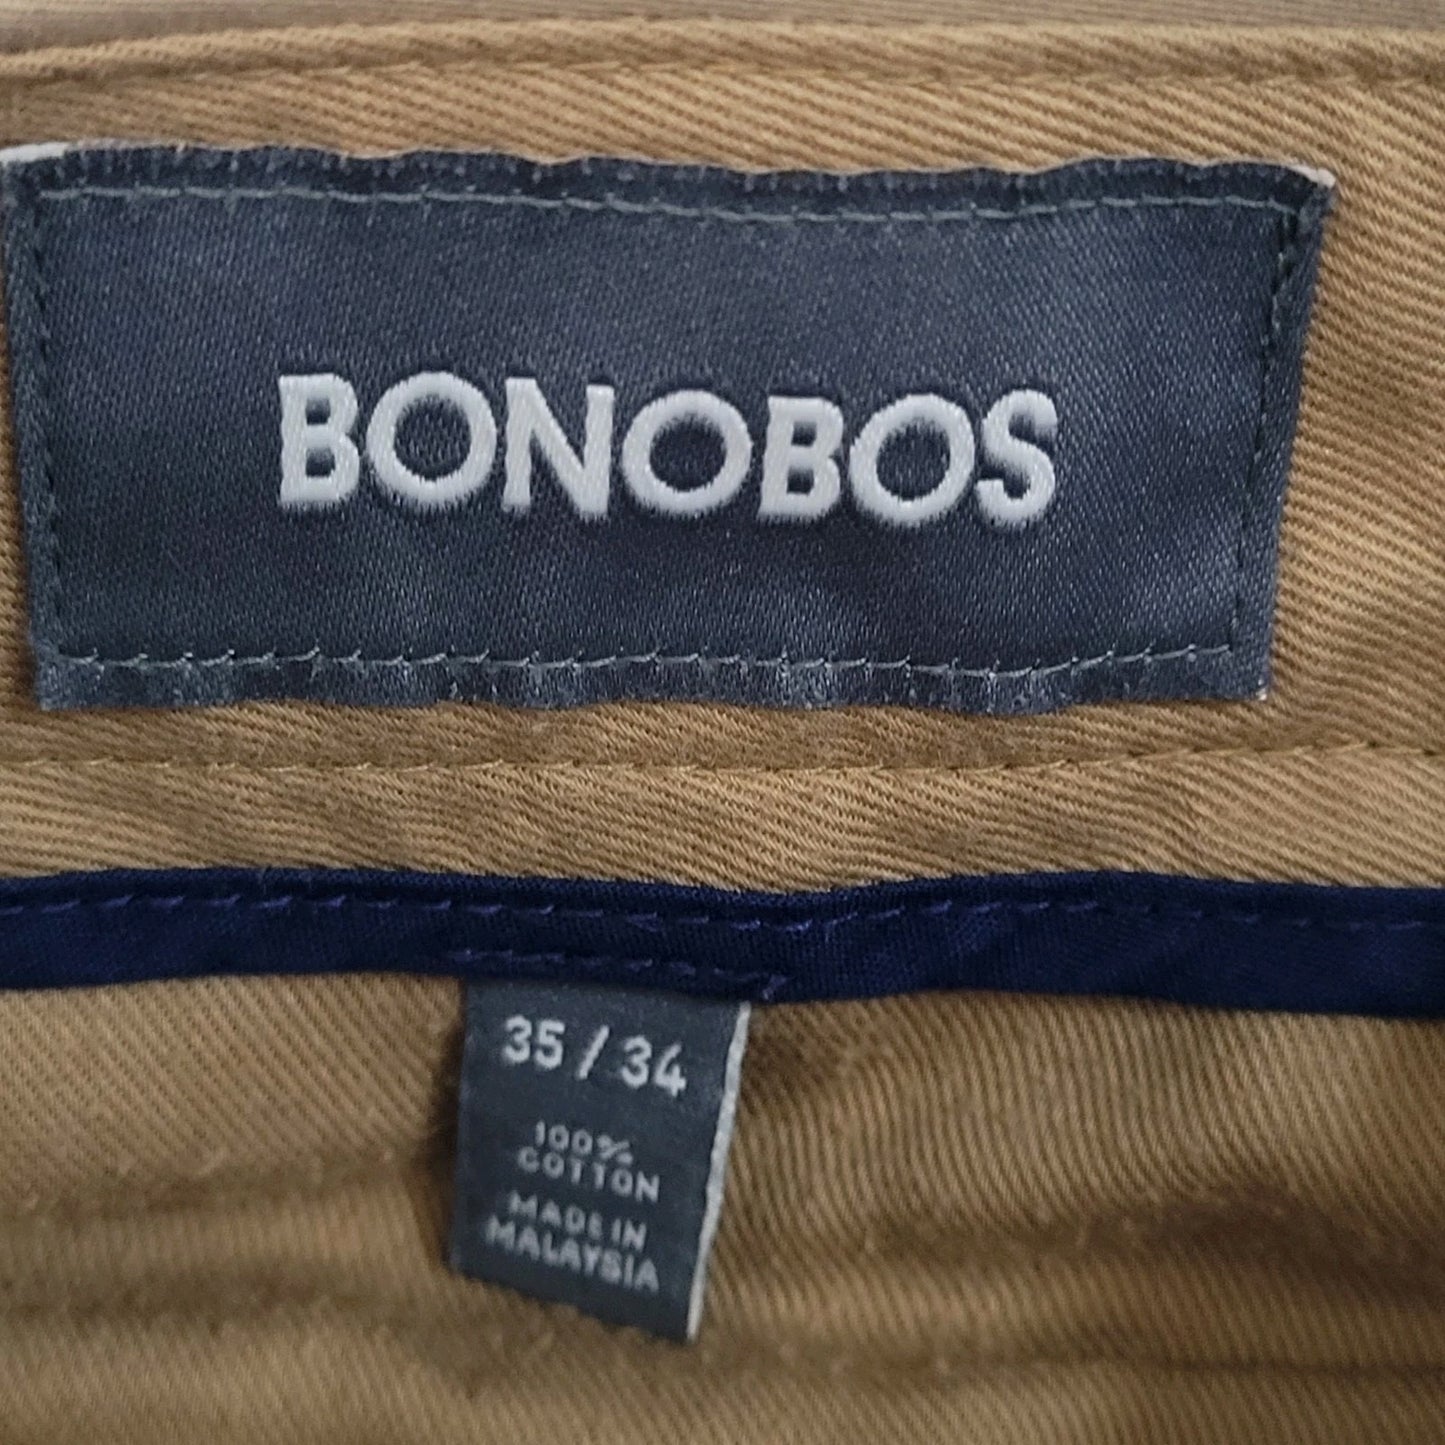 BONOBOS
35 / 34
100%
COTTON
MADE IN
MALAYSIA